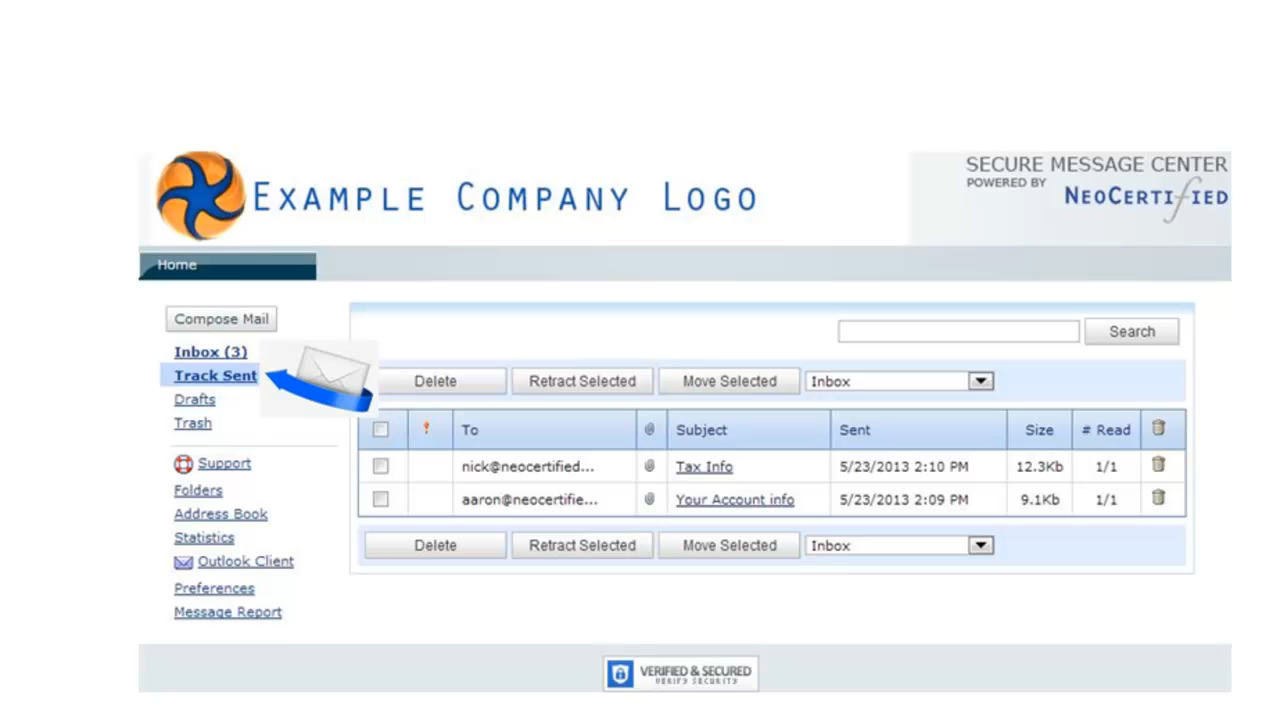 EXAMPLE COMPANY LOGO
SECURE MESSAGE CENTER
POWERED BY
NEOCERTIFIED
Home
Compose Mail
Search
Inbox (3)
Track Sent
Drafts
Trash
Support
Folders
Address Book
Statistics
Outlook Client
Preferences
Message Report
Delete Retract Selected Move Selected Inbox
! To Subject Sent Size # Read
nick@neocertified... Tax Info 5/23/2013 2:10 PM 12.3Kb 1/1
aaron@neocertifie... Your Account info 5/23/2013 2:09 PM 9.1Kb 1/1
Delete Retract Selected Move Selected Inbox
VERIFIED & SECURED
VERIFY SECURITY